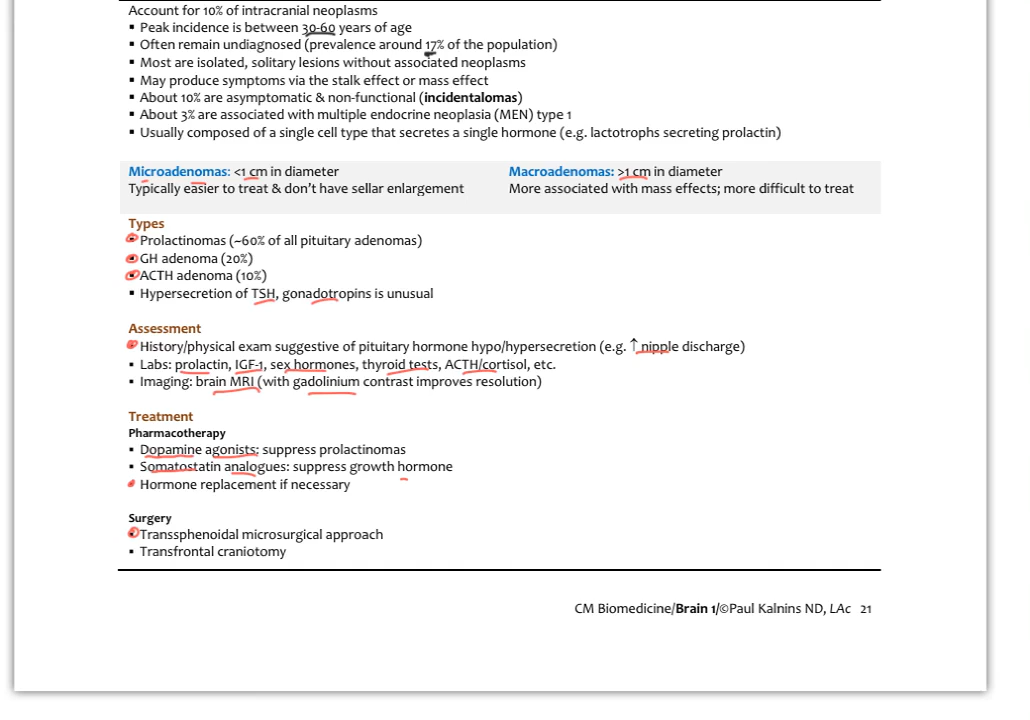 Account for 10% of intracranial neoplasms
▪ Peak incidence is between 30-60 years of age
▪ Often remain undiagnosed (prevalence around 17% of the population)
▪ Most are isolated, solitary lesions without associated neoplasms
▪ May produce symptoms via the stalk effect or mass effect
▪ About 10% are asymptomatic & non-functional (incidentalomas)
▪ About 3% are associated with multiple endocrine neoplasia (MEN) type 1
▪ Usually composed of a single cell type that secretes a single hormone (e.g. lactotrophs secreting prolactin)
Microadenomas: <1 cm in diameter
Typically easier to treat & don't have sellar enlargement
Macroadenomas: >1 cm in diameter
More associated with mass effects; more difficult to treat
Types
▪ Prolactinomas (~60% of all pituitary adenomas)
▪ GH adenoma (20%)
▪ ACTH adenoma (10%)
▪ Hypersecretion of TSH, gonadotropins is unusual
Assessment
▪ History/physical exam suggestive of pituitary hormone hypo/hypersecretion (e.g. ↑ nipple discharge)
▪ Labs: prolactin, IGF-1, sex hormones, thyroid tests, ACTH/cortisol, etc.
▪ Imaging: brain MRI (with gadolinium contrast improves resolution)
Treatment
Pharmacotherapy
▪ Dopamine agonists: suppress prolactinomas
▪ Somatostatin analogues: suppress growth hormone
▪ Hormone replacement if necessary
Surgery
▪ Transsphenoidal microsurgical approach
▪ Transfrontal craniotomy
CM Biomedicine/Brain 1/©Paul Kalnins ND, LAc 21